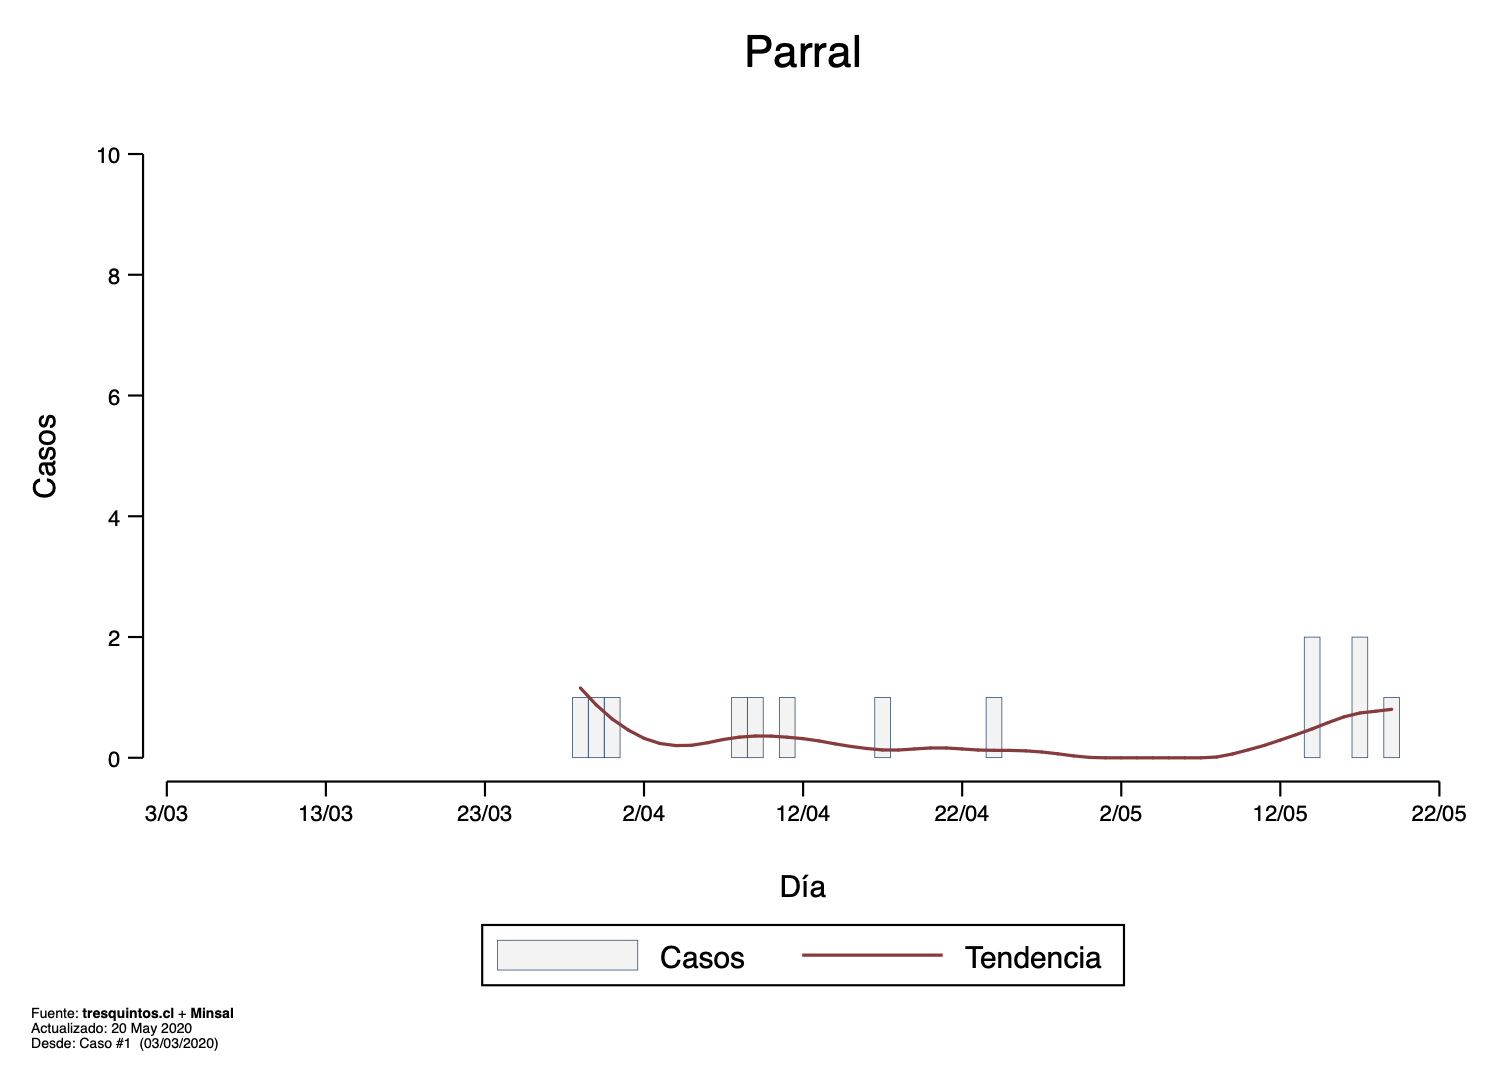 Parral
10
8
6
4
2
0
Casos
3/03 13/03 23/03 2/04 12/04 22/04 2/05 12/05 22/05
Día
Casos Tendencia
Fuente: tresquintos.cl + Minsal
Actualizado: 20 May 2020
Desde: Caso #1 (03/03/2020)